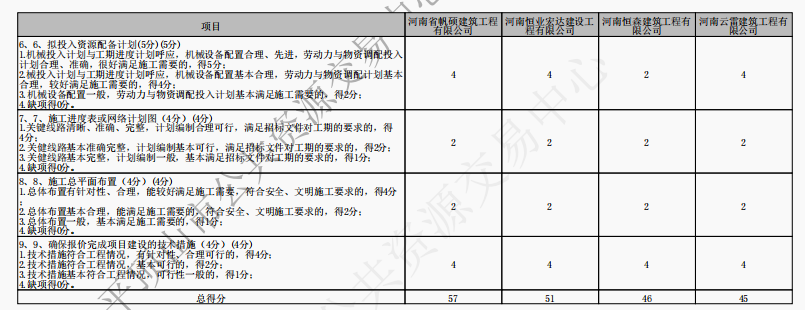 项目 河南省帆硕建筑工程有限公司 河南恒业宏达建设工程有限公司 河南恒森建筑工程有限公司 河南云雷建筑工程有限公司
6、6、拟投入资源配备计划(5分)(5分)
1.机械投入计划与工期进度计划呼应，机械设备配置合理、先进，劳动力与物资调配投入
计划合理、准确，很好满足施工需要的，得5分；
2.械投入计划与工期进度计划呼应，机械设备配置基本合理，劳动力与物资调配计划基本
合理，较好满足施工需要的，得4分；
3.机械设备配置一般，劳动力与物资调配投入计划基本满足施工需要的，得2分；
4.缺项得0分。
4 4 2 4
7、7、施工进度表或网络计划图（4分）(4分)
1.关键线路清晰、准确、完整，计划编制合理可行，满足招标文件对工期的要求的，得
4分；
2.关键线路基本准确完整，计划编制基本可行，满足招标文件对工期的要求的，得2分；
3.关键线路基本完整，计划编制一般，基本满足招标文件对工期的要求的，得1分；
4.缺项得0分。
2 2 2 2
8、8、施工总平面布置（4分）(4分)
1.总体布置有针对性、合理，能较好满足施工需要，符合安全、文明施工要求的，得4分
；
2.总体布置基本合理，能满足施工需要的，符合安全、文明施工要求的，得2分；
3.总体布置一般，基本满足施工需要的，得1分；
4.缺项得0分。
2 2 2 2
9、9、确保报价完成项目建设的技术措施（4分）(4分)
1.技术措施符合工程情况，有针对性、合理可行的，得4分；
2.技术措施符合工程情况，基本可行的，得2分；
3.技术措施基本符合工程情况，可行性一般的，得1分；
4.缺项得0分。
4 4 4 4
总得分 57 51 46 45
平顶山市公共资源交易中心
公共资源交易中心